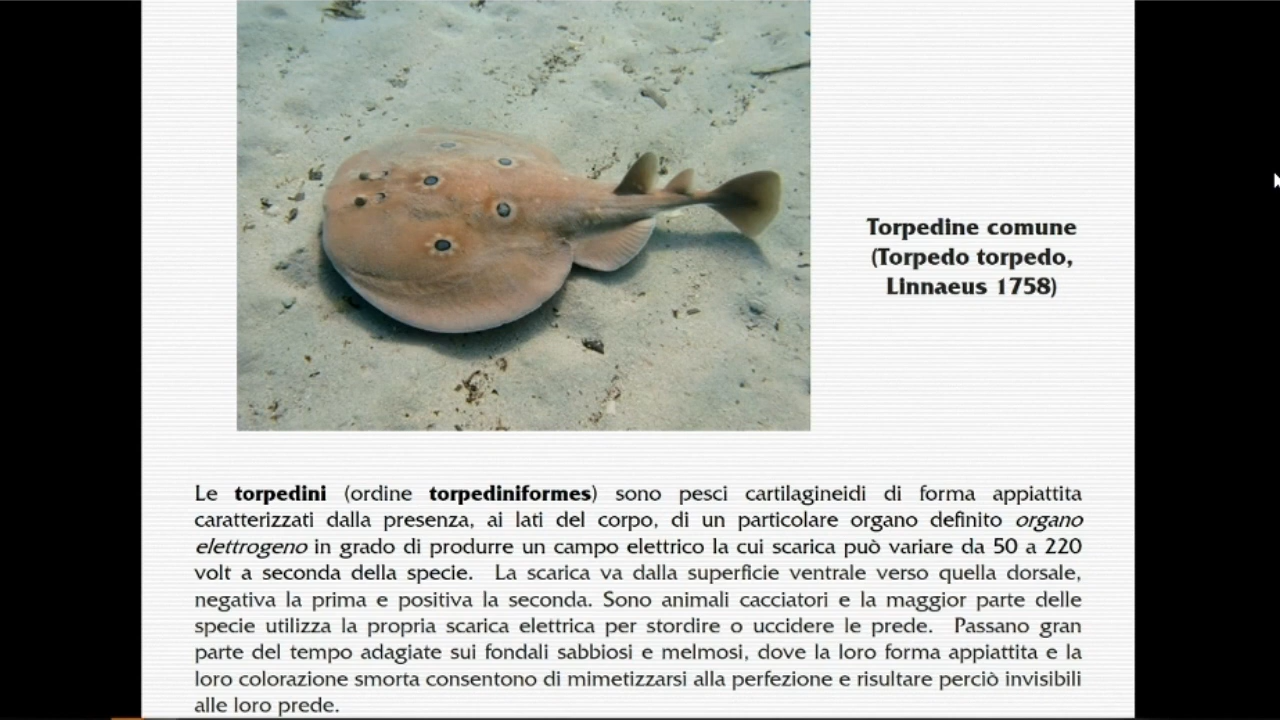 Torpedine comune
(Torpedo torpedo,
Linnaeus 1758)
Le torpedini (ordine torpediniformes) sono pesci cartilagineidi di forma appiattita
caratterizzati dalla presenza, ai lati del corpo, di un particolare organo definito organo
elettrogeno in grado di produrre un campo elettrico la cui scarica può variare da 50 a 220
volt a seconda della specie. La scarica va dalla superficie ventrale verso quella dorsale,
negativa la prima e positiva la seconda. Sono animali cacciatori e la maggior parte delle
specie utilizza la propria scarica elettrica per stordire o uccidere le prede. Passano gran
parte del tempo adagiate sui fondali sabbiosi e melmosi, dove la loro forma appiattita e la
loro colorazione smorta consentono di mimetizzarsi alla perfezione e risultare perciò invisibili
alle loro prede.